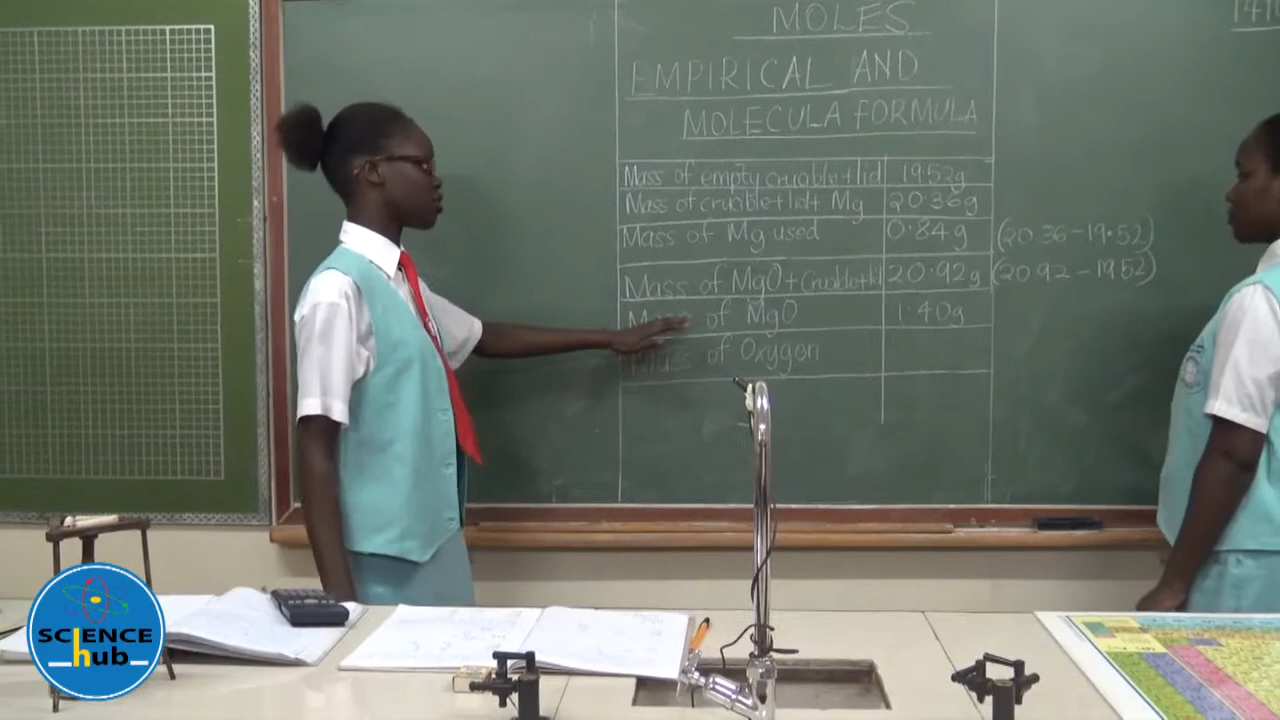 MOLES
EMPIRICAL AND
MOLECULA FORMULA
Mass of empty crucible+lid 19.52g
Mass of crucible+lid+ Mg 20.36g
Mass of Mg used 0.84g (20.36-19.52)
Mass of MgO+Crucible+lid 20.92g (20.92-19.52)
Mass of MgO 1.40g
Mass of Oxygen
SCIENCE
hub